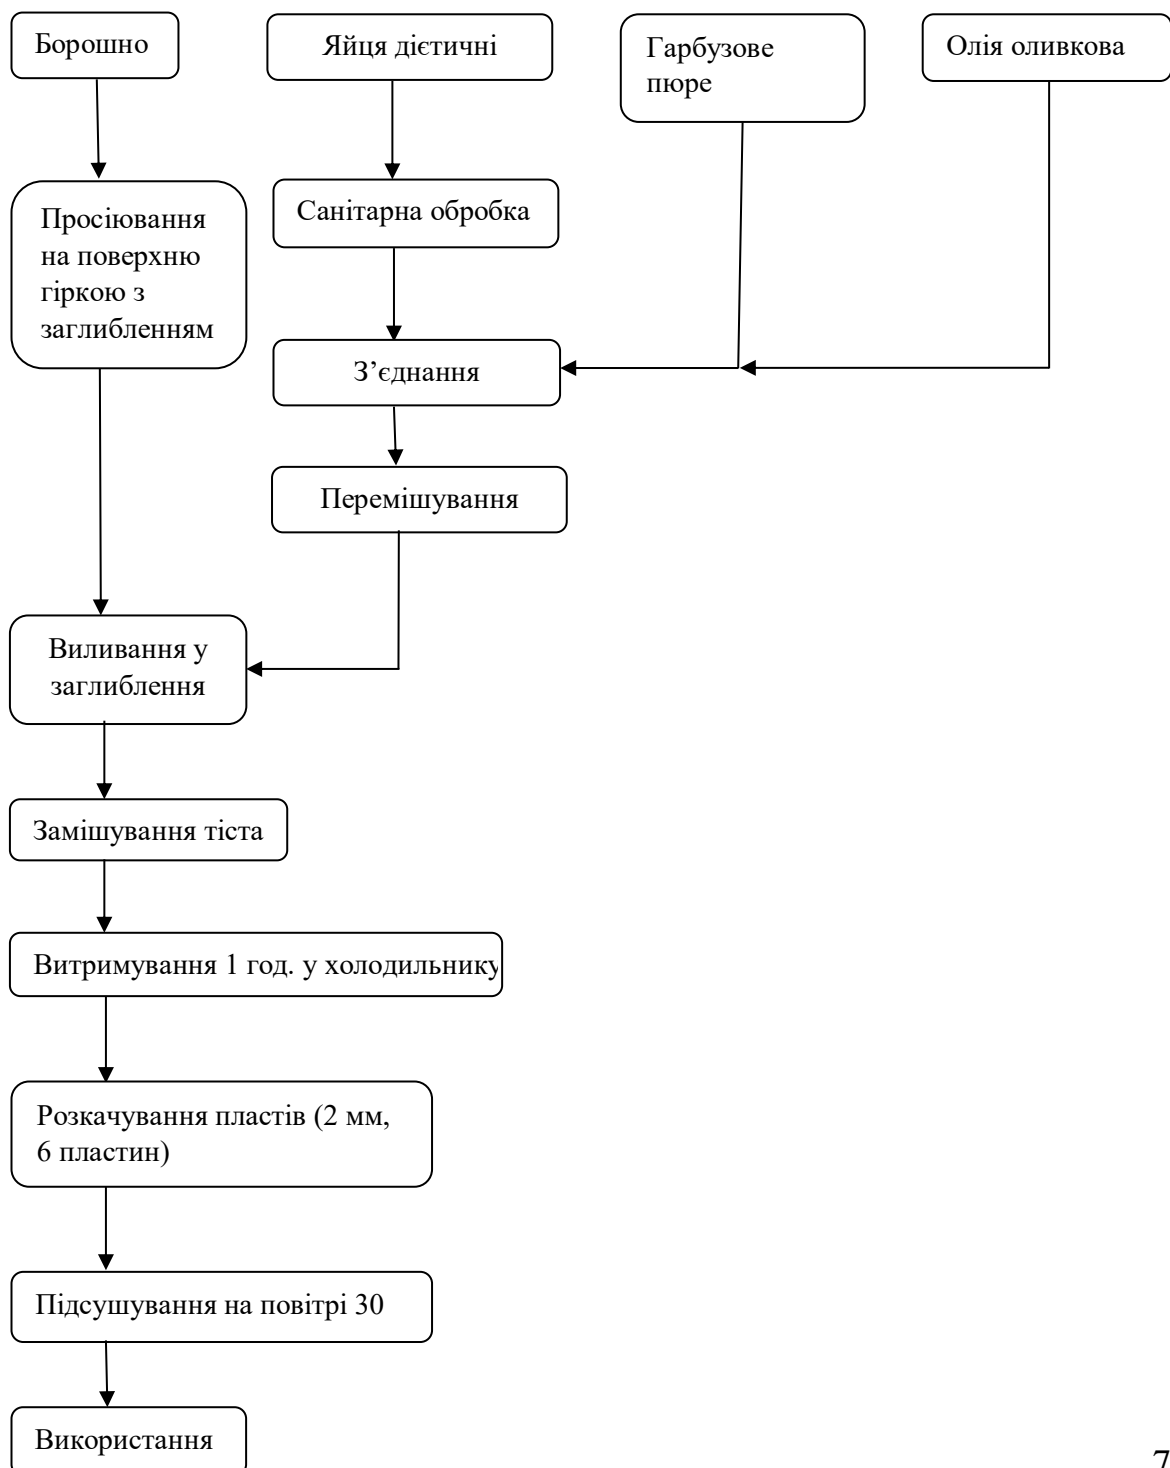 Борошно
Яйця дієтичні
Гарбузове
пюре
Олія оливкова
Просіювання
на поверхню
гіркою з
заглибленням
Санітарна обробка
З’єднання
Перемішування
Виливання у
заглиблення
Замішування тіста
Витримування 1 год. у холодильнику
Розкачування пластів (2 мм,
6 пластин)
Підсушування на повітрі 30
Використання
7